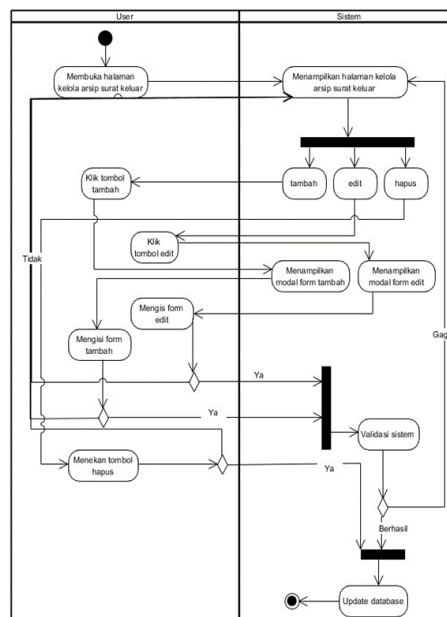 User
Sistem
Membuka halaman
kelola arsip surat keluar
Menampilkan halaman kelola
arsip surat keluar
Klik tombol
tambah
tambah
edit
hapus
Klik
tombol edit
Tidak
Menampilkan
modal form tambah
Menampilkan
modal form edit
Mengis form
edit
Mengisi form
tambah
Gag
Ya
Ya
Validasi sistem
Menekan tombol
hapus
Ya
Berhasil
Update database